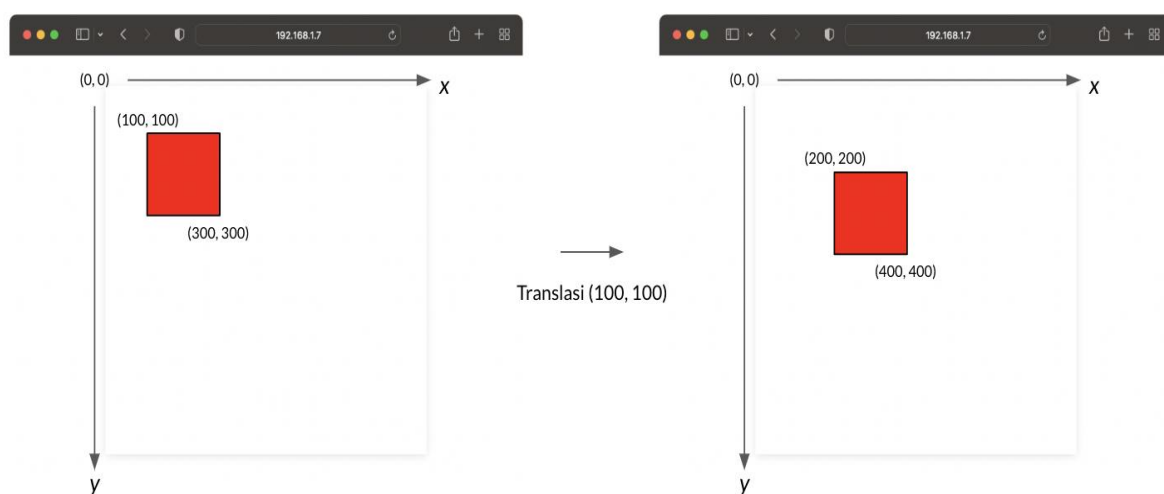 192.168.1.7
(0, 0)
x
(100, 100)
(300, 300)
y
Translasi (100, 100)
192.168.1.7
(0, 0)
x
(200, 200)
(400, 400)
y